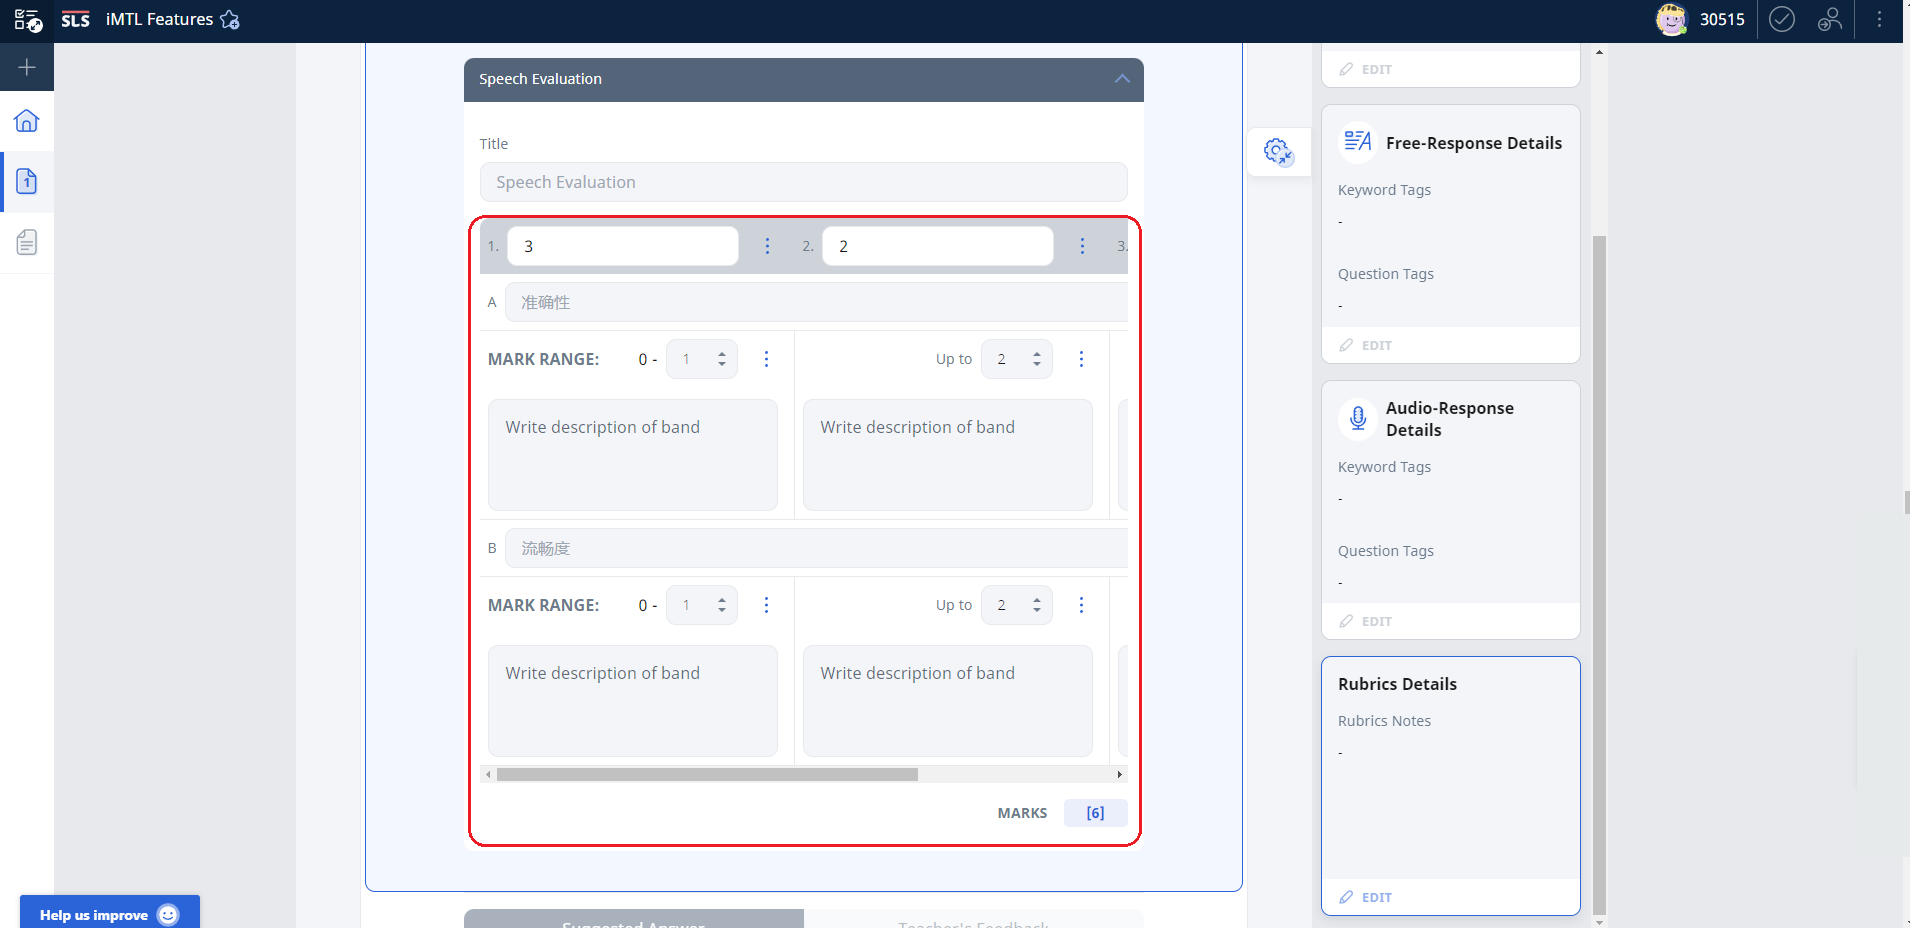 SLS iMTL Features 30515
Speech Evaluation
Title
Speech Evaluation
1. 3 2. 2 3.
A 准确性
MARK RANGE: 0 - 1 Up to 2
Write description of band Write description of band
B 流畅度
MARK RANGE: 0 - 1 Up to 2
Write description of band Write description of band
MARKS [6]
Suggested Answer Teacher's Feedback
EDIT
Free-Response Details
Keyword Tags
-
Question Tags
-
EDIT
Audio-Response
Details
Keyword Tags
-
Question Tags
-
EDIT
Rubrics Details
Rubrics Notes
-
EDIT
1
Help us improve